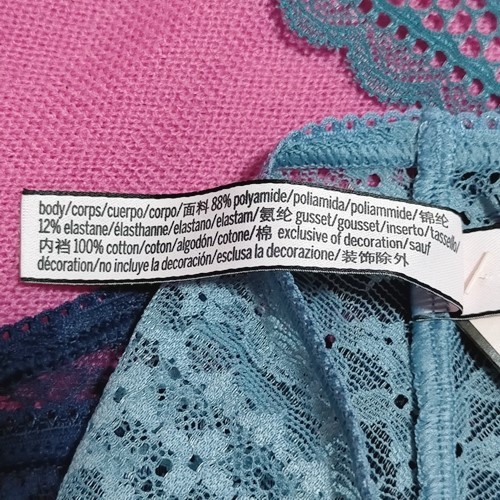 body/corps/cuerpo/corpo/面料 88% polyamide/poliamida/poliammide/锦纶
12% elastane/élasthanne/elastano/elastam/氨纶 gusset/gousset/inserto/tassello/
内裆 100% cotton/coton/algodón/cotone/棉 exclusive of decoration/sauf
décoration/no incluye la decoración/esclusa la decorazione/装饰除外